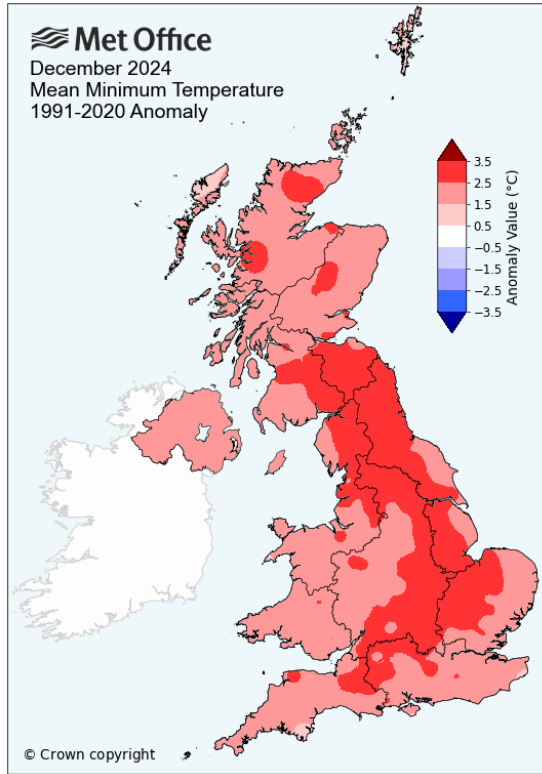 Met Office
December 2024
Mean Minimum Temperature
1991-2020 Anomaly
3.5
2.5
1.5
0.5
−0.5
−1.5
−2.5
−3.5
Anomaly Value (°C)
© Crown copyright